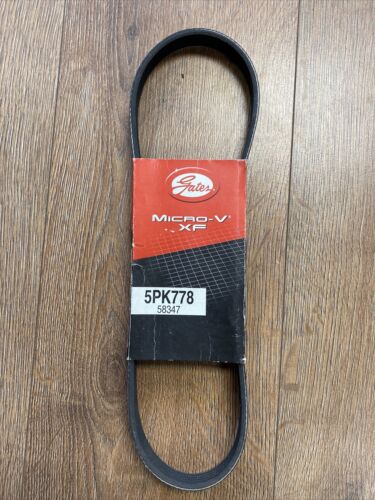 Gates
MICRO-V®
XF
5PK778
58347